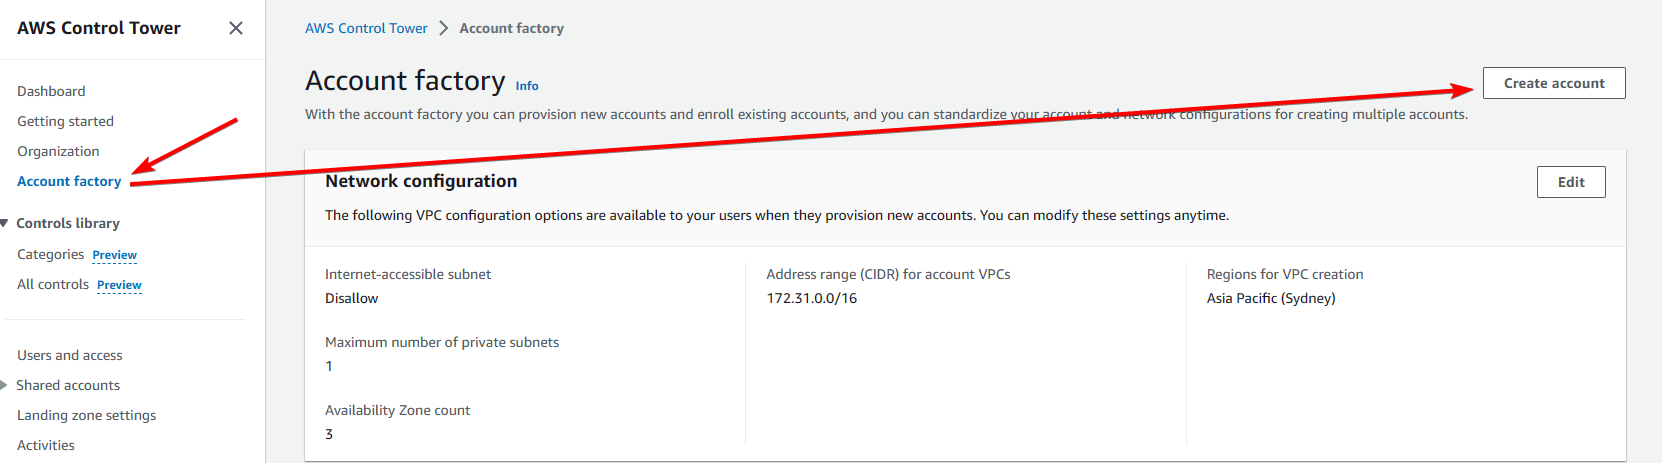 AWS Control Tower
Dashboard
Getting started
Organization
Account factory
Controls library
Categories Preview
All controls Preview
Users and access
Shared accounts
Landing zone settings
Activities
AWS Control Tower > Account factory
Account factory Info
Create account
With the account factory you can provision new accounts and enroll existing accounts, and you can standardize your account and network configurations for creating multiple accounts.
Network configuration
Edit
The following VPC configuration options are available to your users when they provision new accounts. You can modify these settings anytime.
Internet-accessible subnet
Disallow
Maximum number of private subnets
1
Availability Zone count
3
Address range (CIDR) for account VPCs
172.31.0.0/16
Regions for VPC creation
Asia Pacific (Sydney)